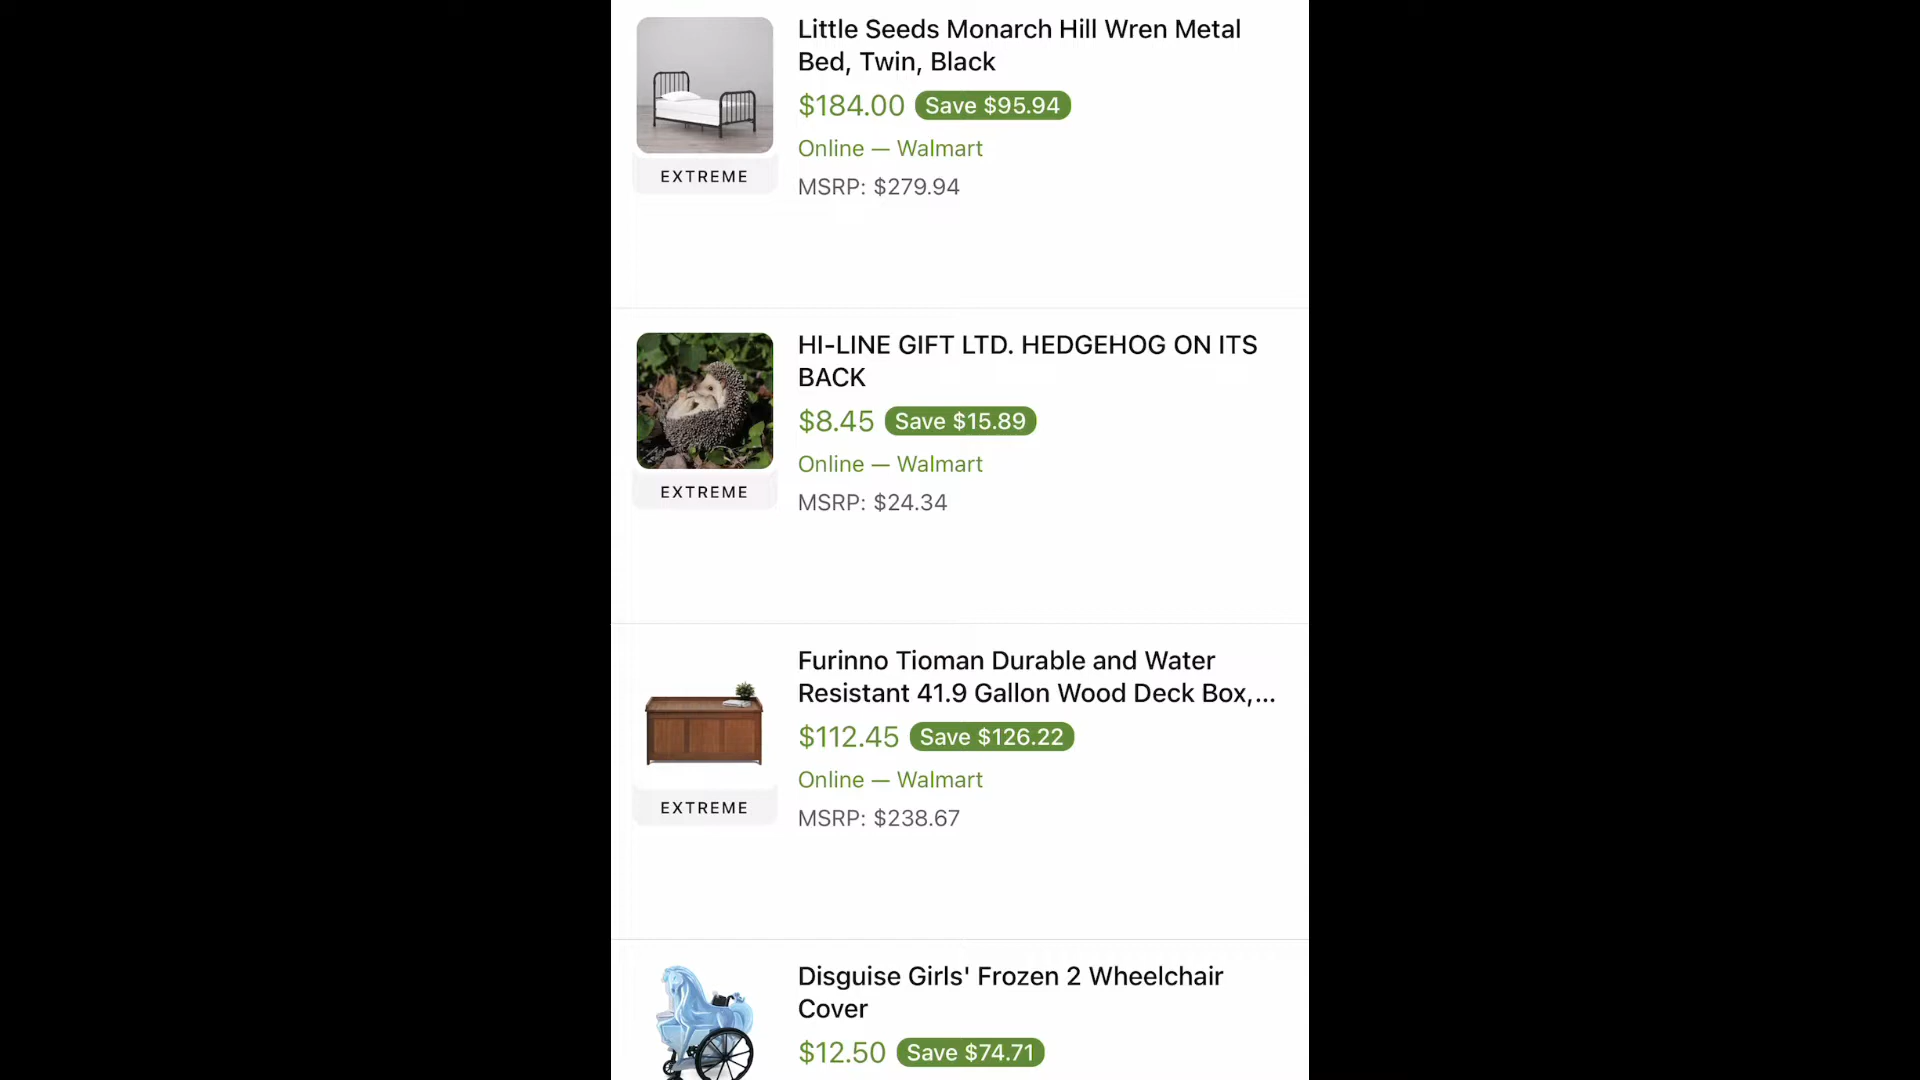 Little Seeds Monarch Hill Wren Metal
Bed, Twin, Black
$184.00 Save $95.94
Online — Walmart
EXTREME
MSRP: $279.94
HI-LINE GIFT LTD. HEDGEHOG ON ITS
BACK
$8.45 Save $15.89
Online — Walmart
EXTREME
MSRP: $24.34
Furinno Tioman Durable and Water
Resistant 41.9 Gallon Wood Deck Box,...
$112.45 Save $126.22
Online — Walmart
EXTREME
MSRP: $238.67
Disguise Girls' Frozen 2 Wheelchair
Cover
$12.50 Save $74.71